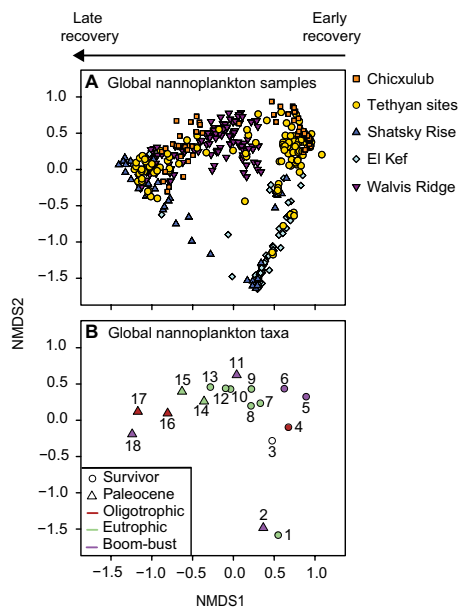 Late recovery
Early recovery
A Global nannoplankton samples
Chicxulub
Tethyan sites
Shatsky Rise
El Kef
Walvis Ridge
1.0
0.5
0.0
−0.5
−1.0
−1.5
NMDS2
B Global nannoplankton taxa
1.0
0.5
0.0
−0.5
−1.0
−1.5
11
15
13
9
6
17
14
12
10
7
5
16
8
4
18
3
2
1
Survivor
Paleocene
Oligotrophic
Eutrophic
Boom-bust
−1.5 −1.0 −0.5 0.0 0.5 1.0
NMDS1